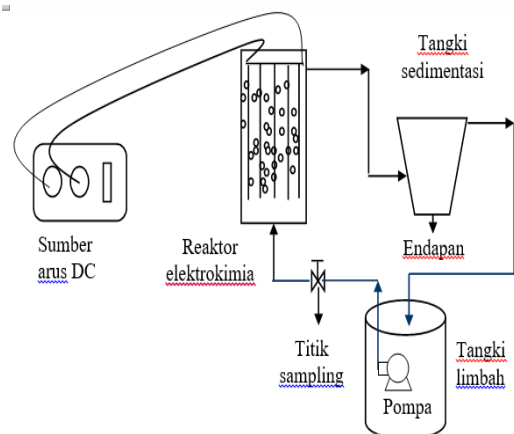 Tangki
sedimentasi
Sumber
arus DC
Reaktor
elektrokimia
Endapan
Titik
sampling
Tangki
limbah
Pompa